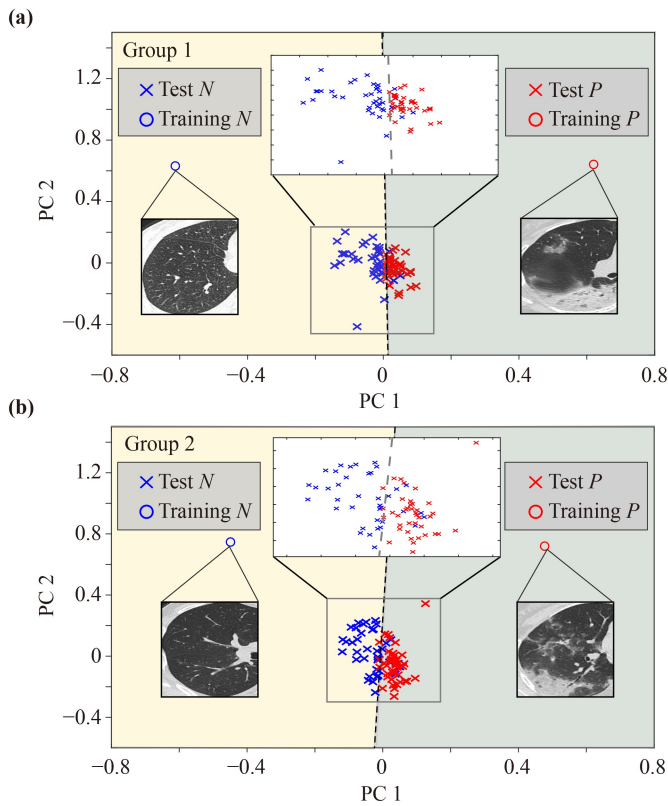 (a)
Group 1
× Test N
○ Training N
× Test P
○ Training P
1.2
0.8
0.4
0
−0.4
PC 2
−0.8
−0.4
0
0.4
0.8
PC 1
(b)
Group 2
× Test N
○ Training N
× Test P
○ Training P
1.2
0.8
0.4
0
−0.4
PC 2
−0.8
−0.4
0
0.4
0.8
PC 1